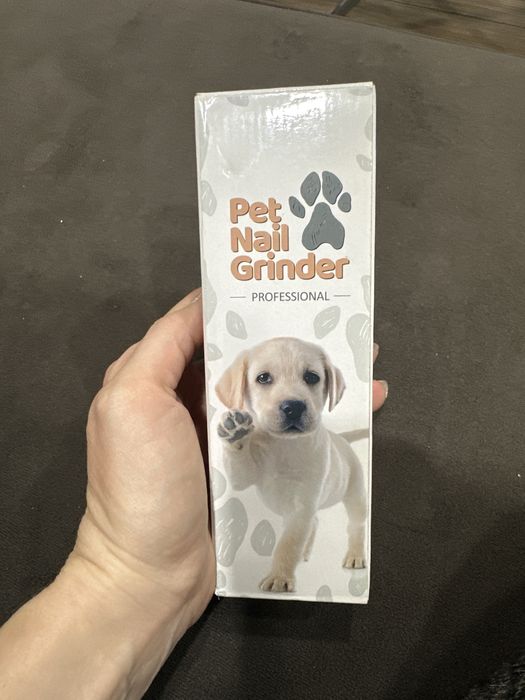 Pet
Nail
Grinder
PROFESSIONAL